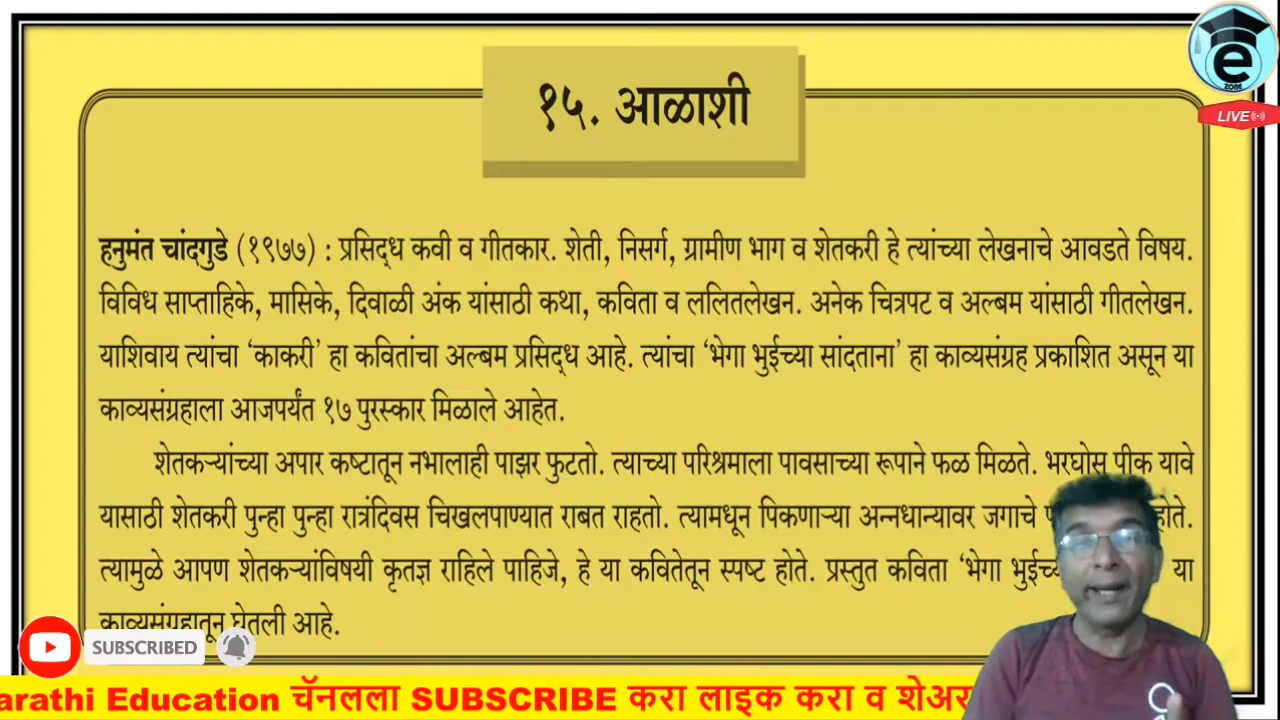 १५. आळाशी
e
ZONE
LIVE
हनुमंत चांदगुडे (१९७७) : प्रसिद्ध कवी व गीतकार. शेती, निसर्ग, ग्रामीण भाग व शेतकरी हे त्यांच्या लेखनाचे आवडते विषय.
विविध साप्ताहिके, मासिके, दिवाळी अंक यांसाठी कथा, कविता व ललितलेखन. अनेक चित्रपट व अल्बम यांसाठी गीतलेखन.
याशिवाय त्यांचा ‘काकरी’ हा कवितांचा अल्बम प्रसिद्ध आहे. त्यांचा ‘भेगा भुईच्या सांदताना’ हा काव्यसंग्रह प्रकाशित असून या
काव्यसंग्रहाला आजपर्यंत १७ पुरस्कार मिळाले आहेत.
शेतकऱ्यांच्या अपार कष्टातून नभालाही पाझर फुटतो. त्याच्या परिश्रमाला पावसाच्या रूपाने फळ मिळते. भरघोस पीक यावे
यासाठी शेतकरी पुन्हा पुन्हा रात्रंदिवस चिखलपाण्यात राबत राहतो. त्यामधून पिकणाऱ्या अन्नधान्यावर जगाचे होते.
त्यामुळे आपण शेतकऱ्यांविषयी कृतज्ञ राहिले पाहिजे, हे या कवितेतून स्पष्ट होते. प्रस्तुत कविता ‘भेगा या
काव्यसंग्रहातून घेतली आहे.
SUBSCRIBED
arathi Education चॅनलला SUBSCRIBE करा लाइक करा व शेअर